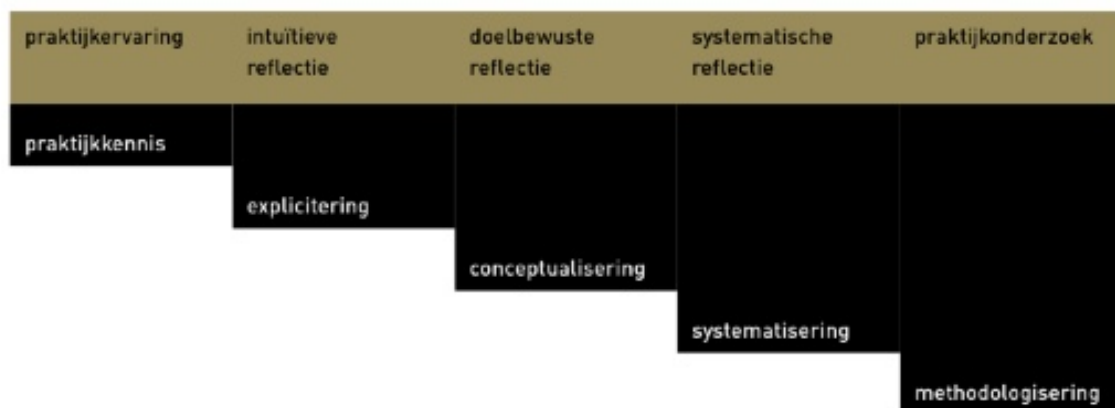 praktijkervaring
intuïtieve
reflectie
doelbewuste
reflectie
systematische
reflectie
praktijkonderzoek
praktijkkennis
explicitering
conceptualisering
systematisering
methodologisering